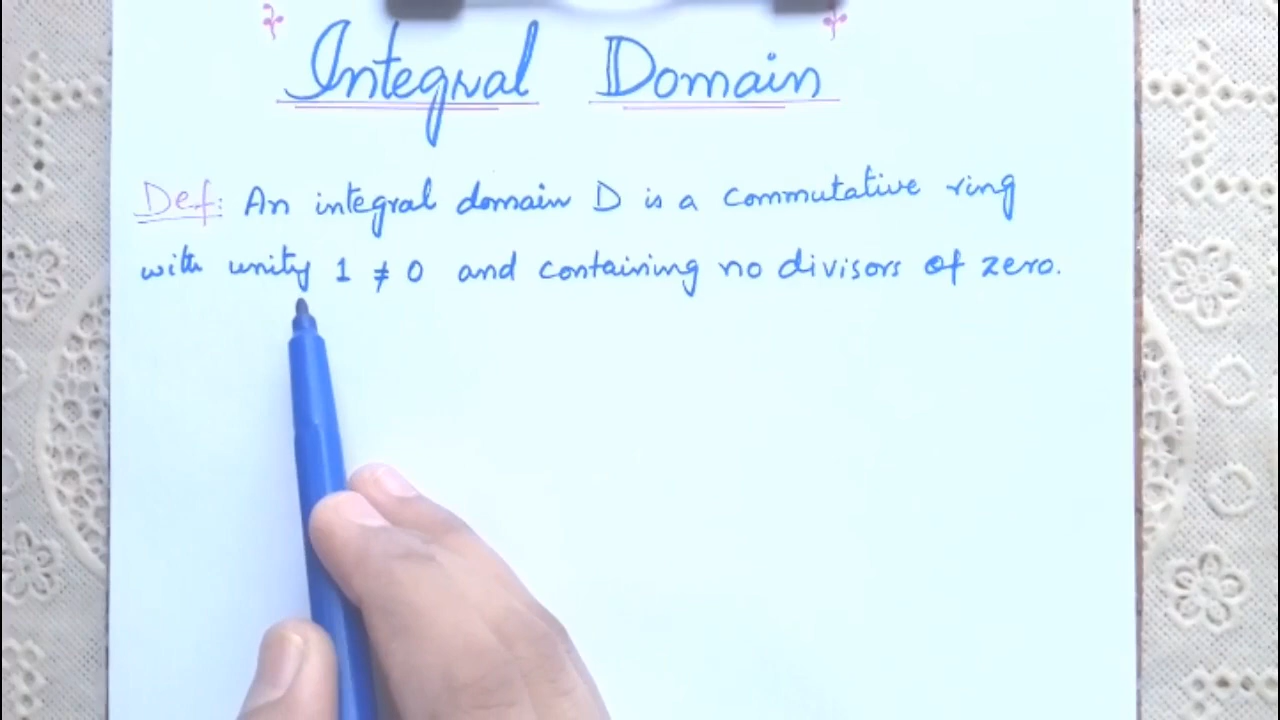 Integral Domain
Def: An integral domain D is a commutative ring
with unity 1 ≠ 0 and containing no divisors of zero.